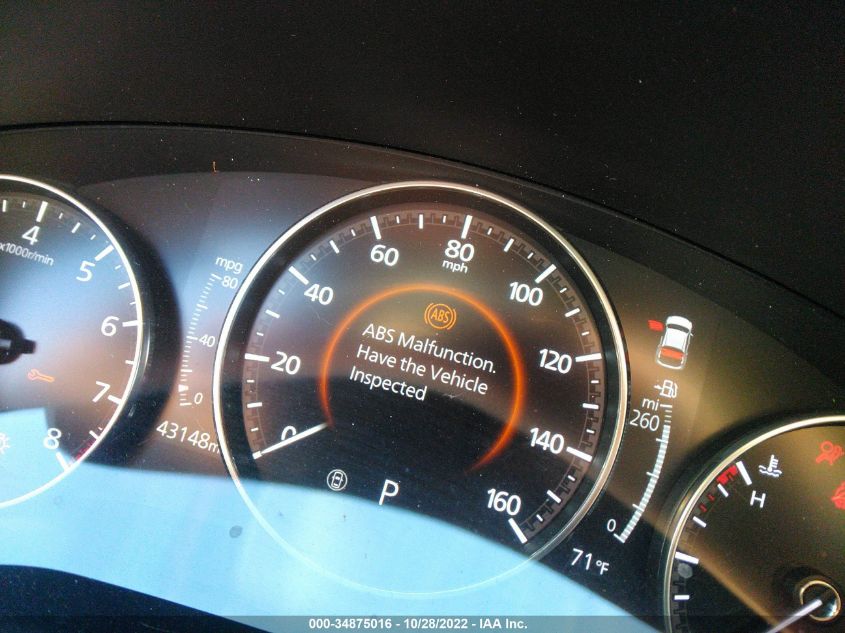 4
x1000r/min
5
6
7
8
mpg
80
40
0
43148m
0
20
40
60
80
mph
100
120
140
160
ABS
ABS Malfunction.
Have the Vehicle
Inspected
P
mi
260
0
71°F
H
000-34875016 - 10/28/2022 - IAA Inc.